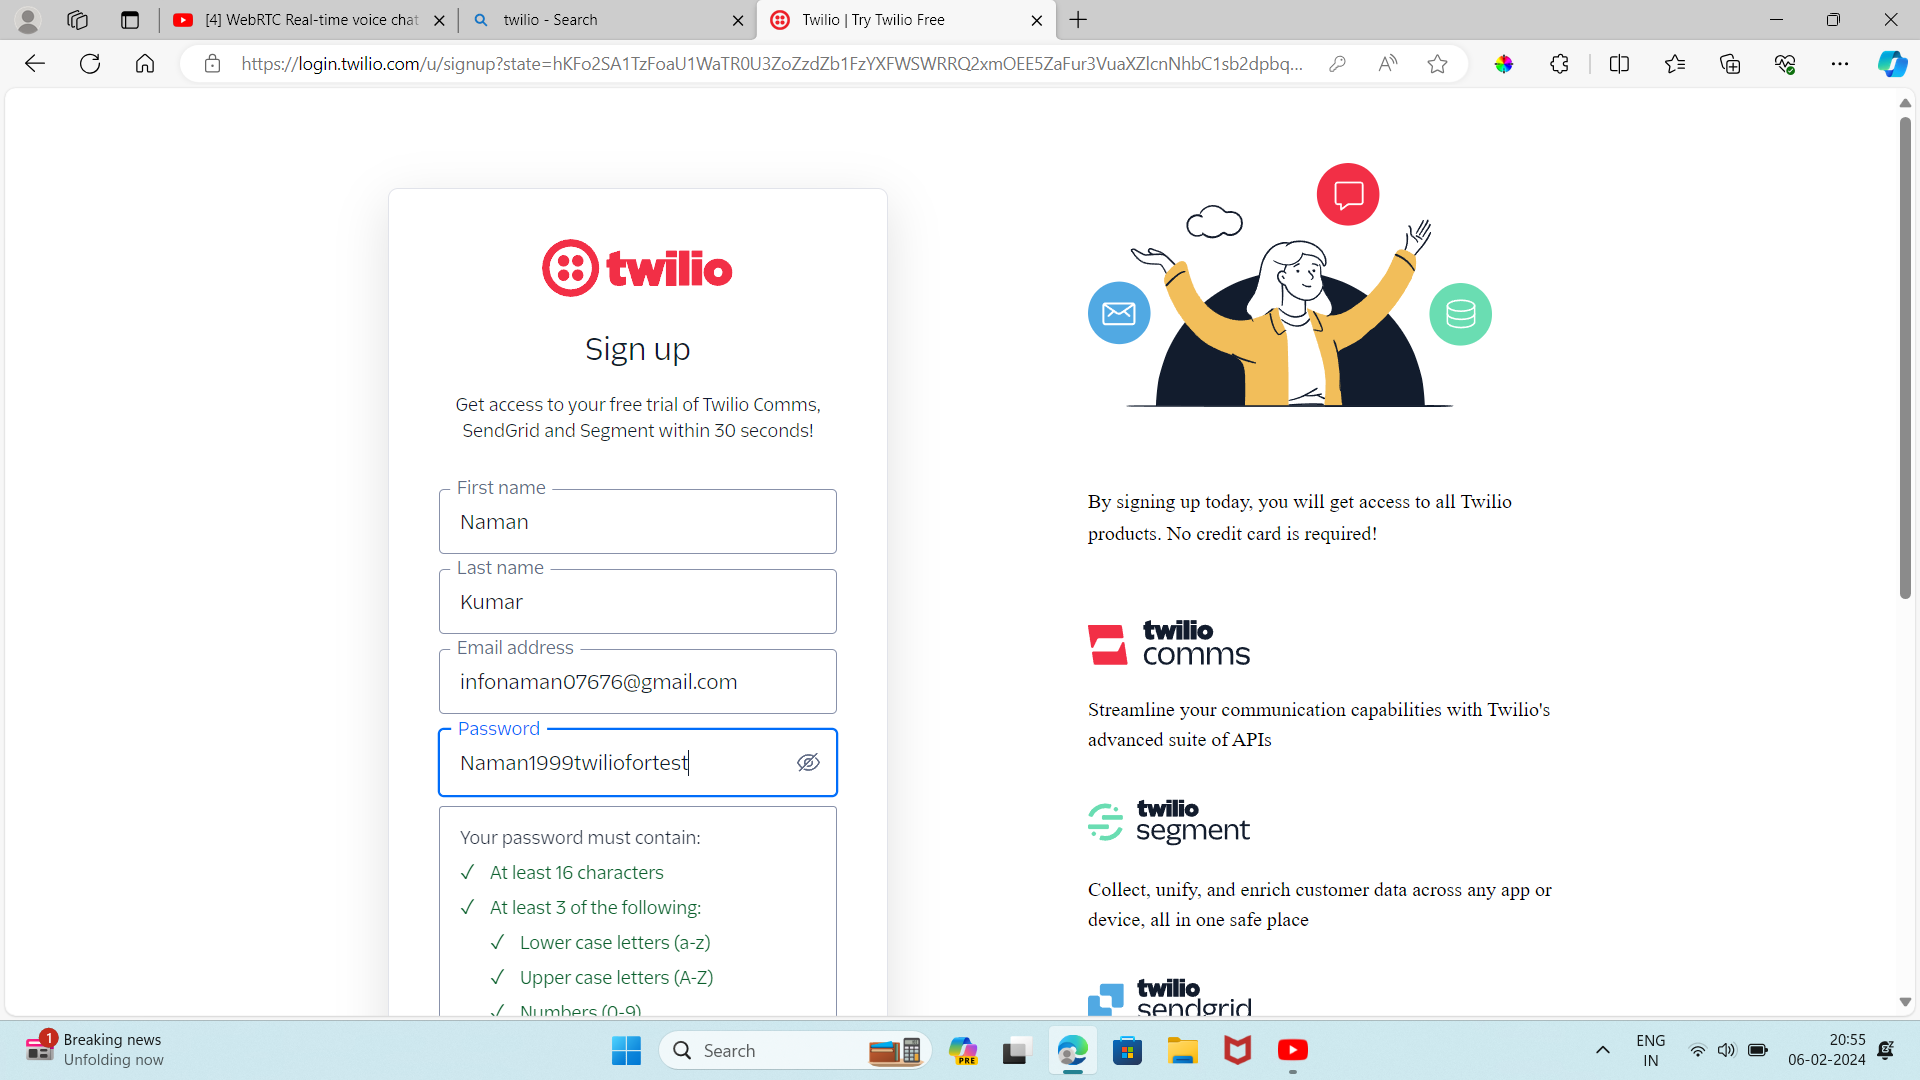 [4] WebRTC Real-time voice chat
twilio - Search
Twilio | Try Twilio Free
https://login.twilio.com/u/signup?state=hKFo2SA1TzFoaU1WaTR0U3ZoZzdZb1FzYXFWSWRRQ2xmOEE5ZaFur3VuaXZlcnNhbC1sb2dpbq...
twilio
Sign up
Get access to your free trial of Twilio Comms,
SendGrid and Segment within 30 seconds!
First name
Naman
Last name
Kumar
Email address
infonaman07676@gmail.com
Password
Naman1999twiliofortest
Your password must contain:
At least 16 characters
At least 3 of the following:
Lower case letters (a-z)
Upper case letters (A-Z)
Numbers (0-9)
By signing up today, you will get access to all Twilio
products. No credit card is required!
twilio
comms
Streamline your communication capabilities with Twilio's
advanced suite of APIs
twilio
segment
Collect, unify, and enrich customer data across any app or
device, all in one safe place
twilio
sendgrid
1
Breaking news
Unfolding now
Search
PRE
ENG
IN
20:55
06-02-2024